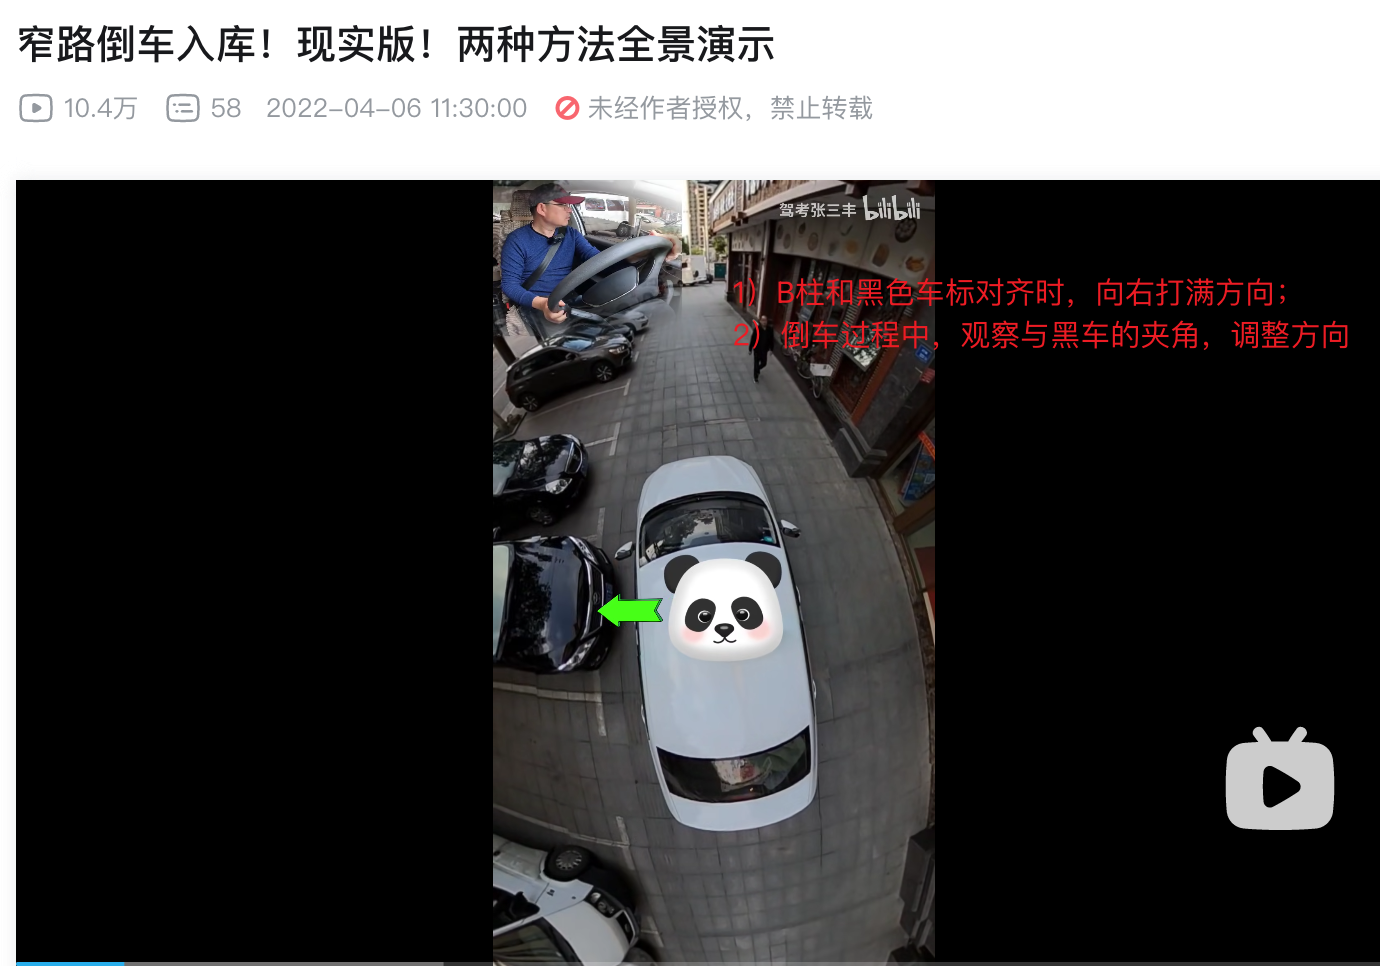 窄路倒车入库！现实版！两种方法全景演示
10.4万 58 2022-04-06 11:30:00 未经作者授权，禁止转载
驾考张三丰 bilibili
1）B柱和黑色车标对齐时，向右打满方向；
2）倒车过程中，观察与黑车的夹角，调整方向